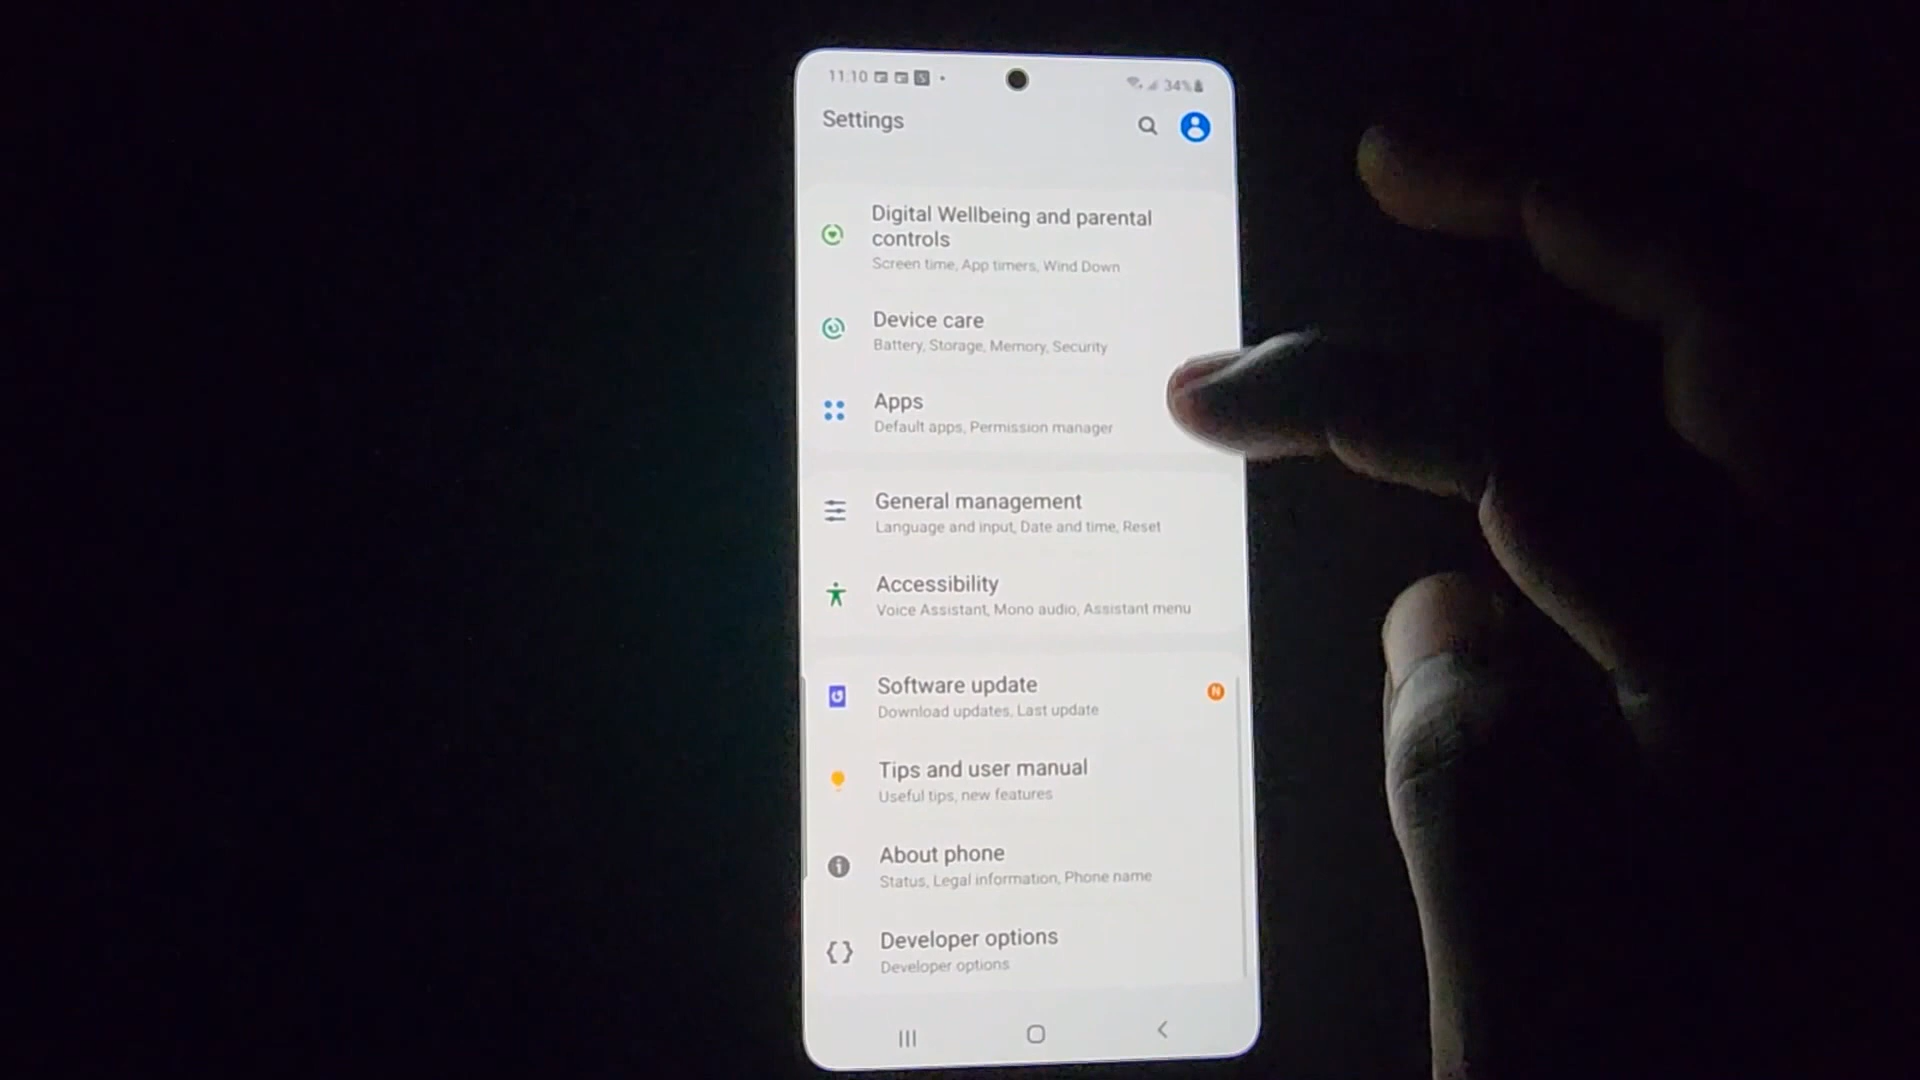 11:10
34%
Settings
Digital Wellbeing and parental
controls
Screen time, App timers, Wind Down
Device care
Battery, Storage, Memory, Security
Apps
Default apps, Permission manager
General management
Language and input, Date and time, Reset
Accessibility
Voice Assistant, Mono audio, Assistant menu
Software update
N
Download updates, Last update
Tips and user manual
Useful tips, new features
About phone
Status, Legal information, Phone name
Developer options
Developer options